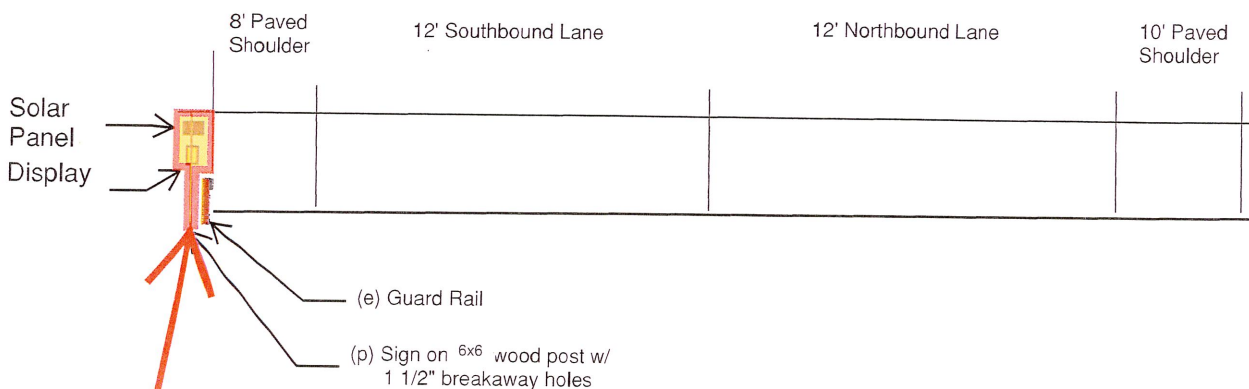 8' Paved
Shoulder
12' Southbound Lane
12' Northbound Lane
10' Paved
Shoulder
Solar
Panel
Display
(e) Guard Rail
(p) Sign on 6x6 wood post w/
1 1/2" breakaway holes